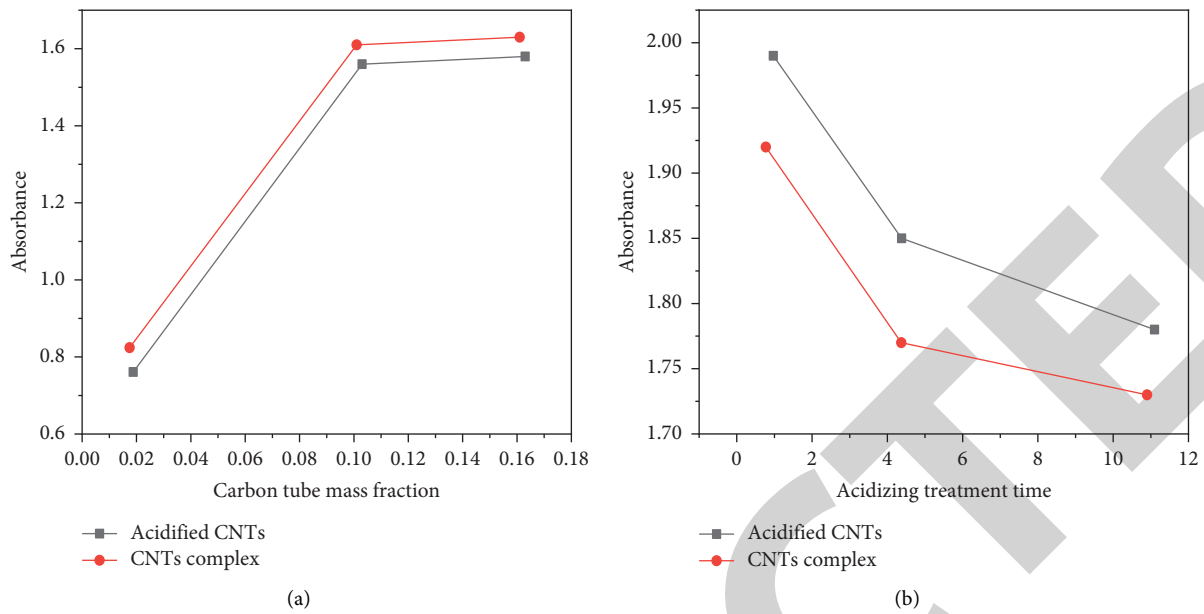 1.6
1.4
1.2
1.0
0.8
0.6
Absorbance
0.00 0.02 0.04 0.06 0.08 0.10 0.12 0.14 0.16 0.18
Carbon tube mass fraction
Acidified CNTs
CNTs complex
(a)
2.00
1.95
1.90
1.85
1.80
1.75
1.70
Absorbance
0 2 4 6 8 10 12
Acidizing treatment time
Acidified CNTs
CNTs complex
(b)
CTED